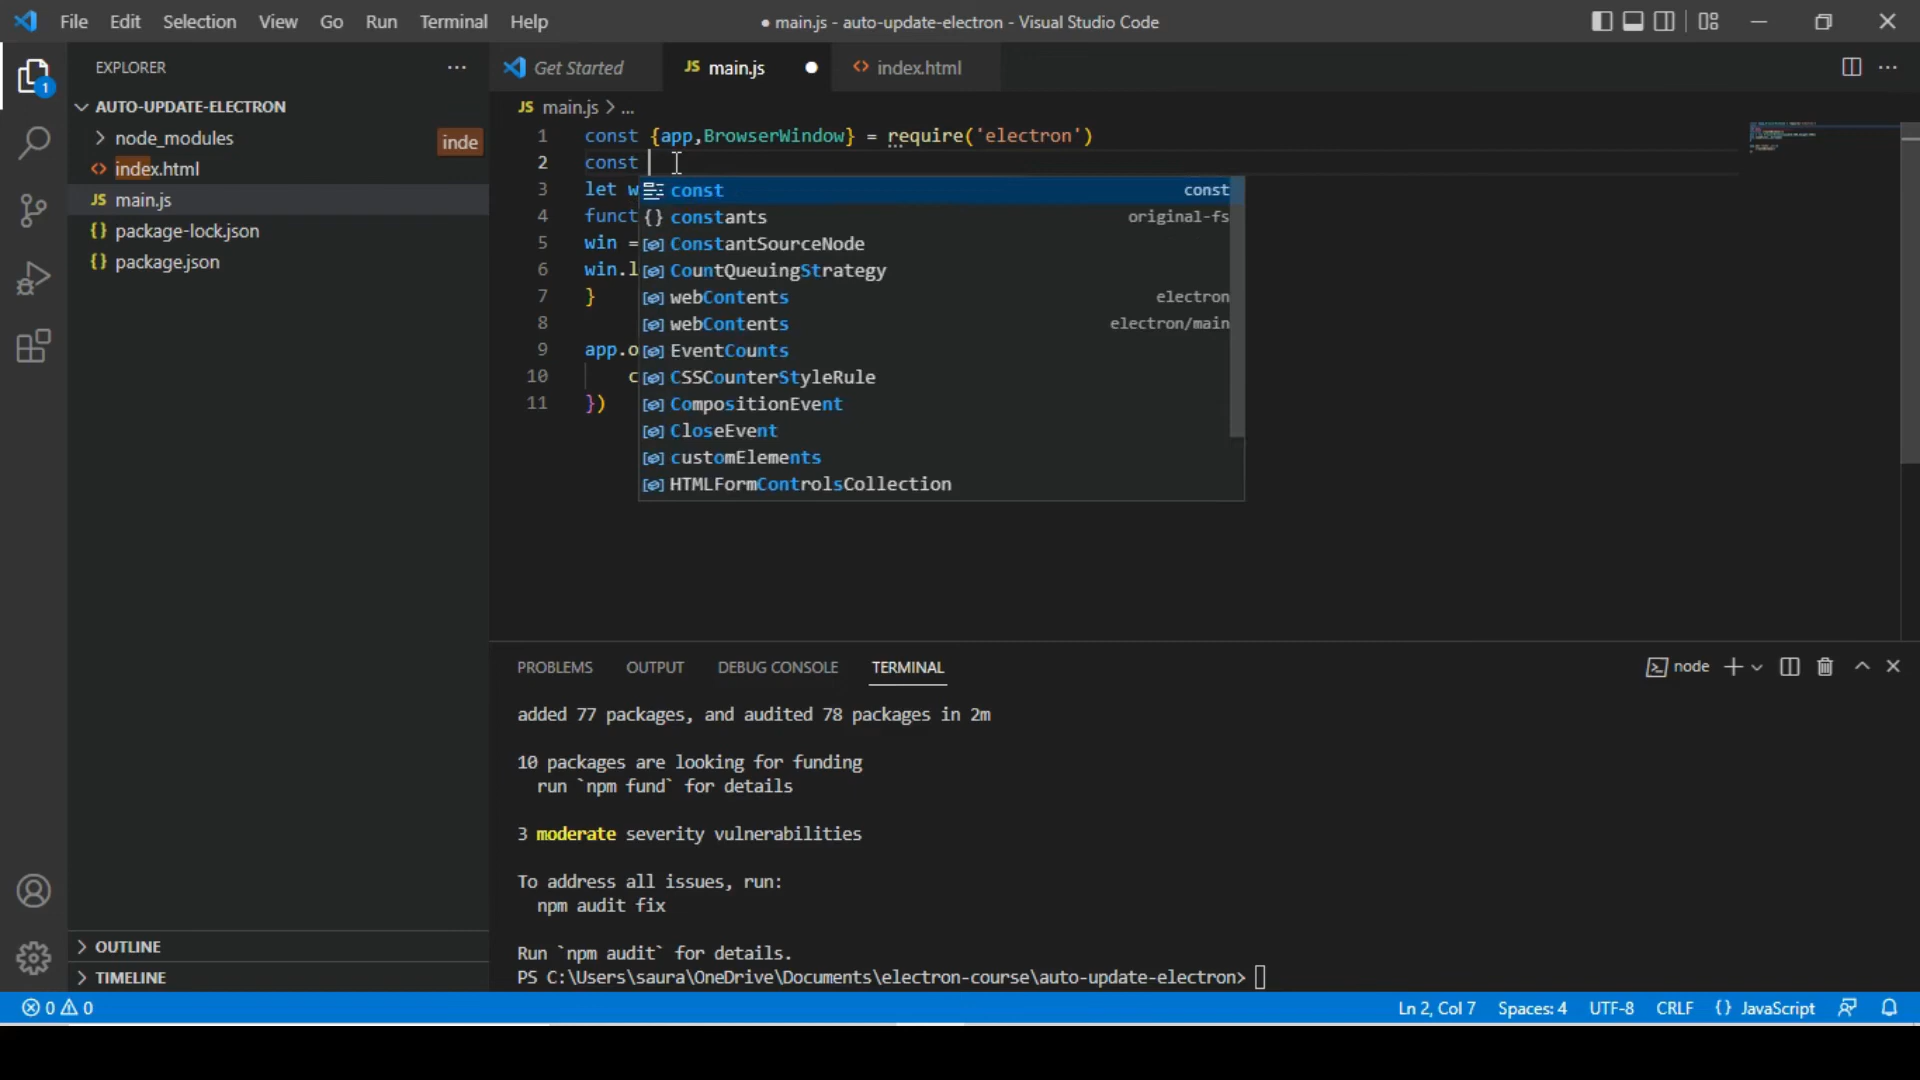 File Edit Selection View Go Run Terminal Help
● main.js - auto-update-electron - Visual Studio Code
EXPLORER
AUTO-UPDATE-ELECTRON
node_modules
inde
index.html
JS main.js
{} package-lock.json
{} package.json
OUTLINE
TIMELINE
1
Get Started
JS main.js
<> index.html
JS main.js > ...
1 const {app,BrowserWindow} = require('electron')
2 const
3 let w
4 funct
5 win =
6 win.l
7 }
8
9 app.o
10 c
11 })
const const
constants original-fs
ConstantSourceNode
CountQueuingStrategy
webContents electron
webContents electron/main
EventCounts
CSSCounterStyleRule
CompositionEvent
CloseEvent
customElements
HTMLFormControlsCollection
PROBLEMS OUTPUT DEBUG CONSOLE TERMINAL
node
added 77 packages, and audited 78 packages in 2m
10 packages are looking for funding
run `npm fund` for details
3 moderate severity vulnerabilities
To address all issues, run:
npm audit fix
Run `npm audit` for details.
PS C:\Users\saura\OneDrive\Documents\electron-course\auto-update-electron>
0 0
Ln 2, Col 7 Spaces: 4 UTF-8 CRLF {} JavaScript